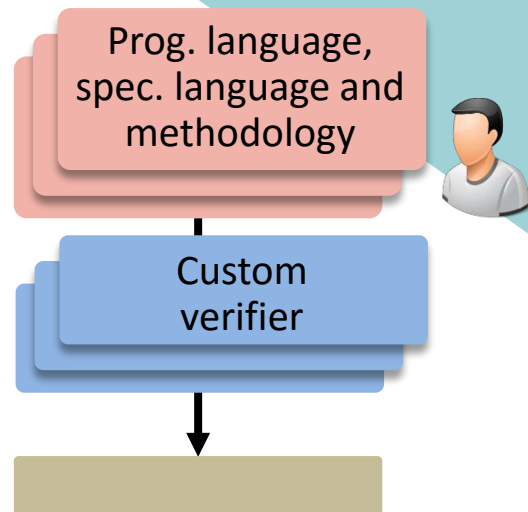 Prog. language,
spec. language and
methodology
Custom
verifier